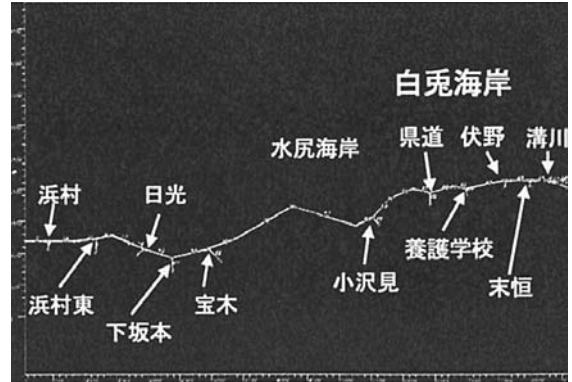 白兎海岸
水尻海岸
県道
伏野
溝川
浜村
日光
養護学校
小沢見
末恒
浜村東
宝木
下坂本